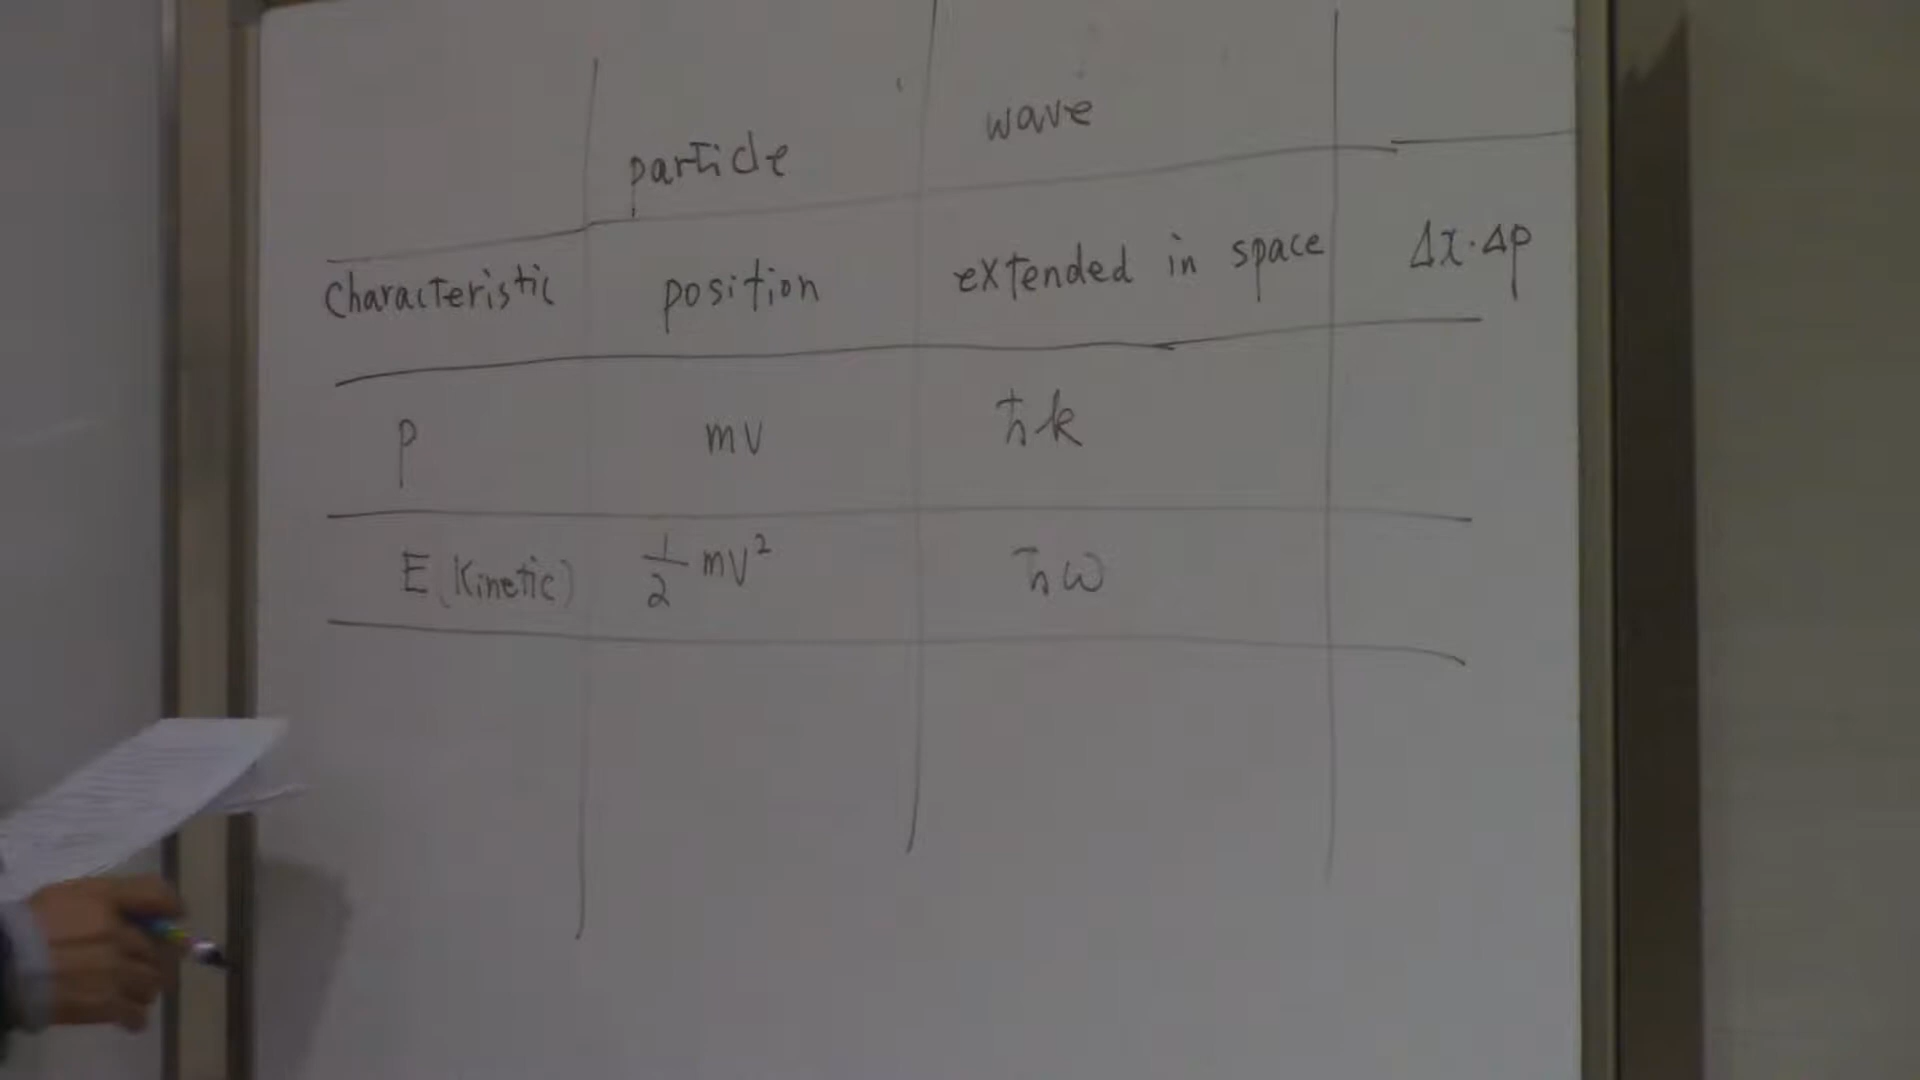 particle wave
characteristic position extended in space Δx·Δp
p mv ħk
E (Kinetic) 1/2 mv² ħω